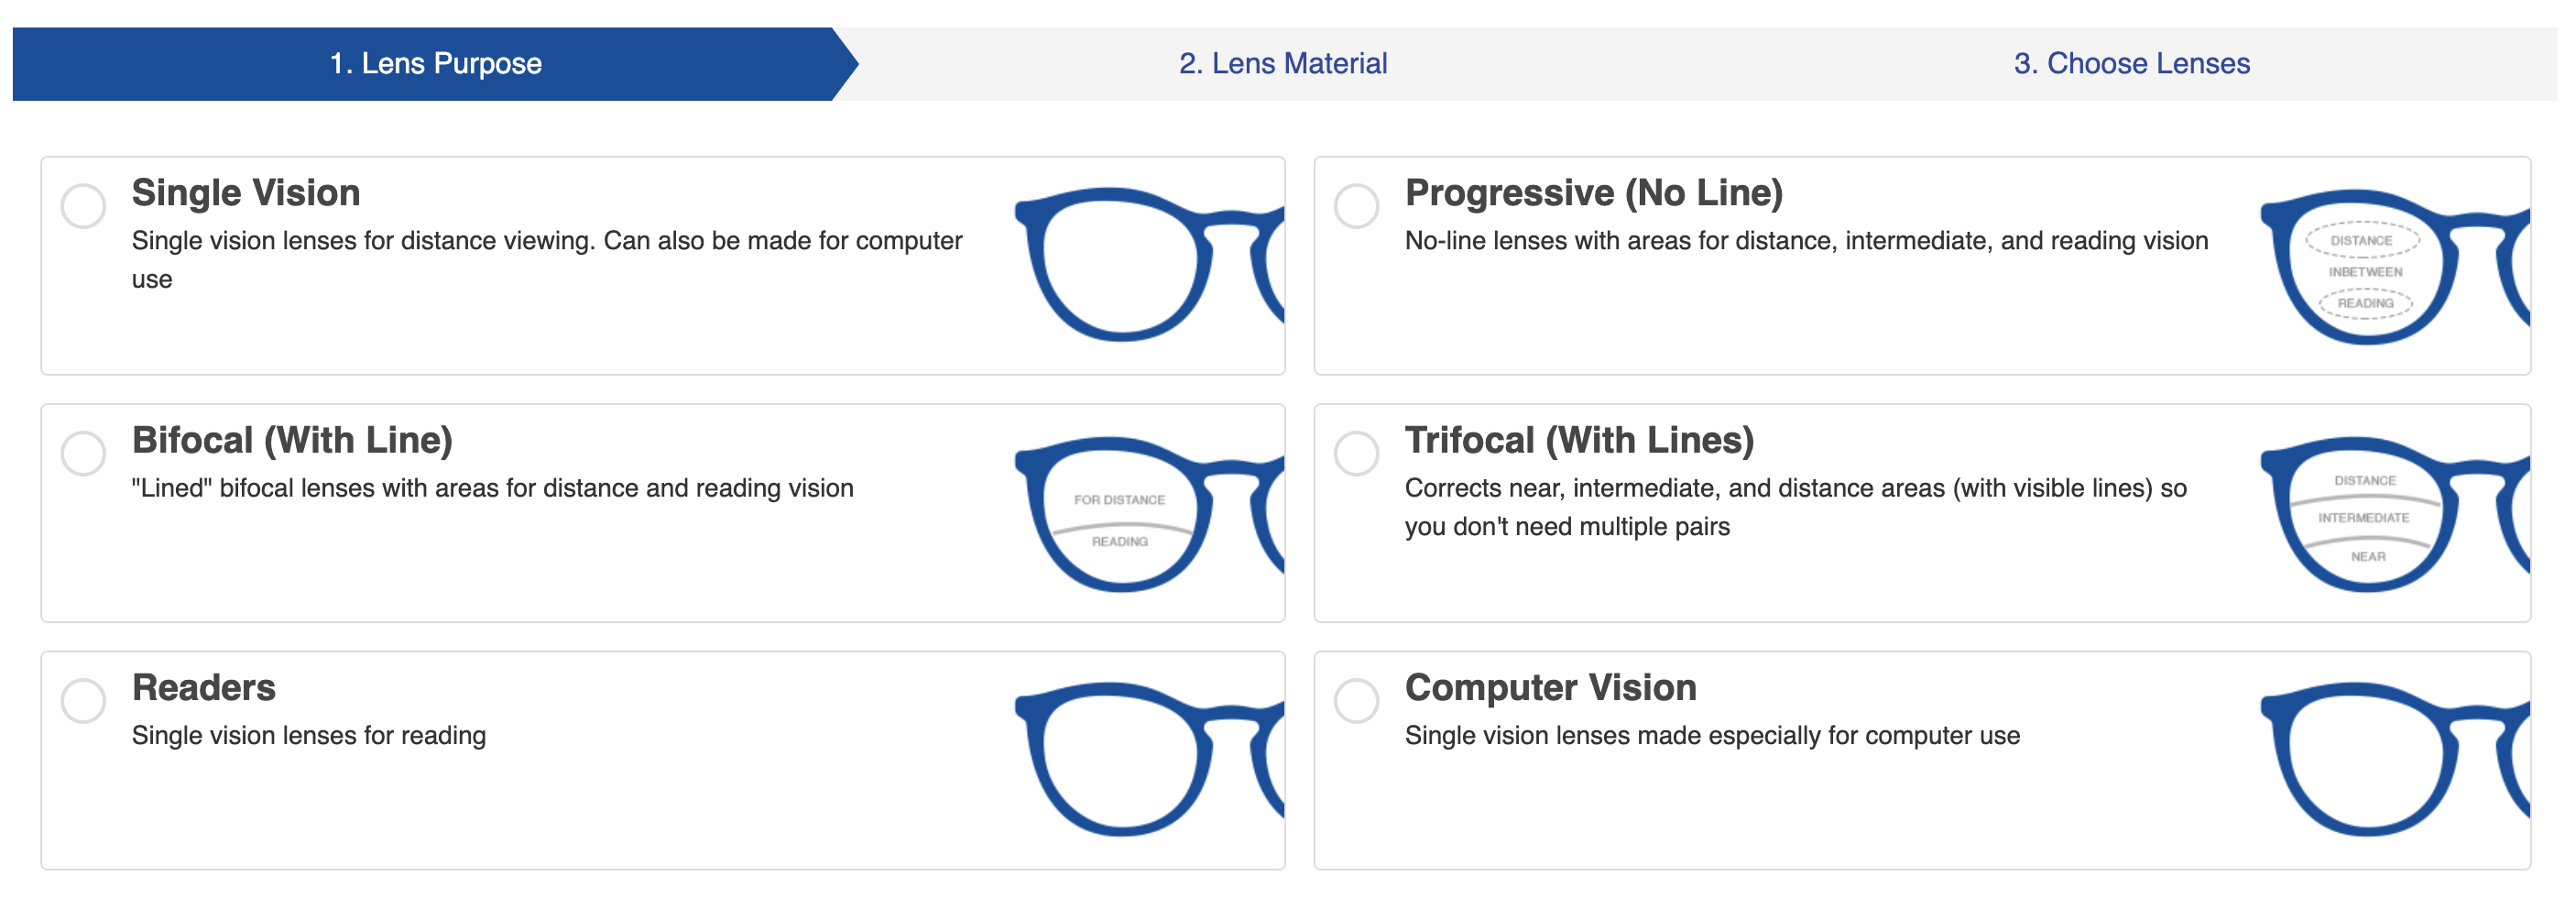 1. Lens Purpose
2. Lens Material
3. Choose Lenses
Single Vision
Single vision lenses for distance viewing. Can also be made for computer
use
Progressive (No Line)
No-line lenses with areas for distance, intermediate, and reading vision
DISTANCE
INBETWEEN
READING
Bifocal (With Line)
"Lined" bifocal lenses with areas for distance and reading vision
FOR DISTANCE
READING
Trifocal (With Lines)
Corrects near, intermediate, and distance areas (with visible lines) so
you don't need multiple pairs
DISTANCE
INTERMEDIATE
NEAR
Readers
Single vision lenses for reading
Computer Vision
Single vision lenses made especially for computer use